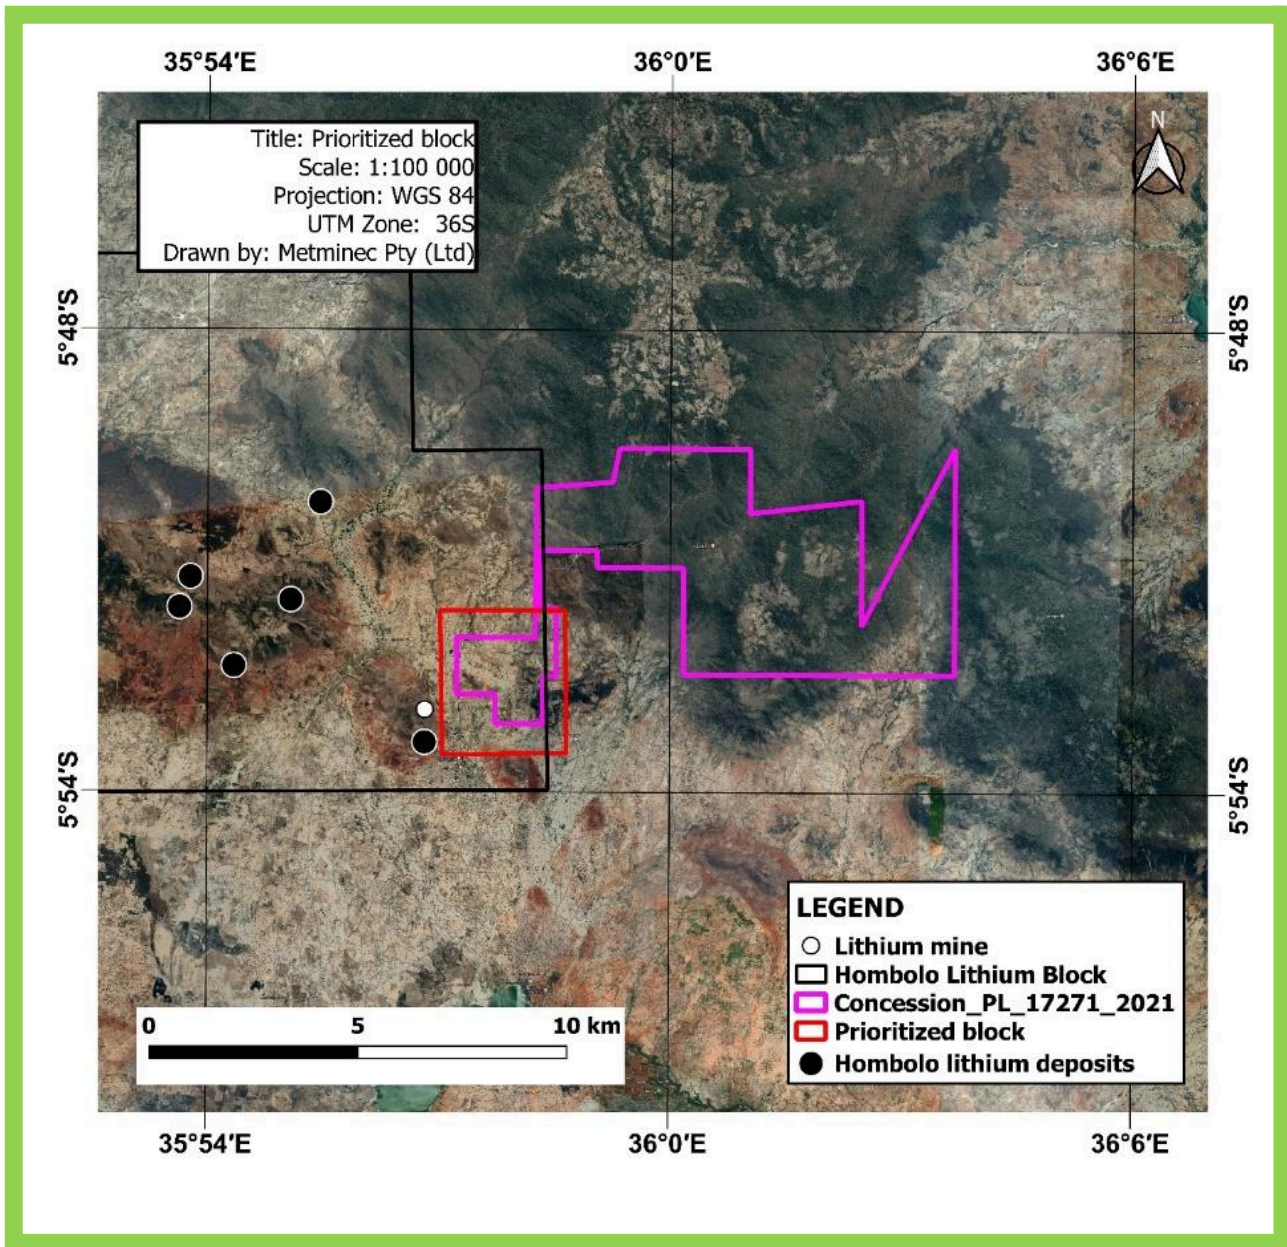 35°54'E 36°0'E 36°6'E
N
Title: Prioritized block
Scale: 1:100 000
Projection: WGS 84
UTM Zone: 36S
Drawn by: Metminec Pty (Ltd)
5°48'S 5°48'S
5°54'S 5°54'S
LEGEND
Lithium mine
Hombolo Lithium Block
Concession_PL_17271_2021
Prioritized block
Hombolo lithium deposits
0 5 10 km
35°54'E 36°0'E 36°6'E